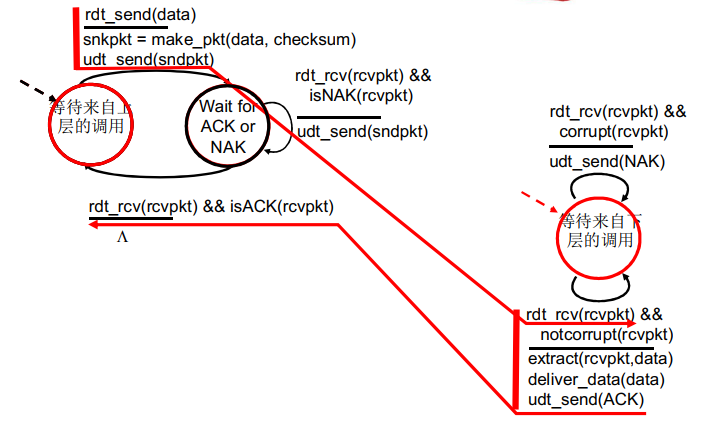 rdt_send(data)
snkpkt = make_pkt(data, checksum)
udt_send(sndpkt)
等待来自上
层的调用
Wait for
ACK or
NAK
rdt_rcv(rcvpkt) &&
isNAK(rcvpkt)
udt_send(sndpkt)
rdt_rcv(rcvpkt) && isACK(rcvpkt)
Λ
rdt_rcv(rcvpkt) &&
corrupt(rcvpkt)
udt_send(NAK)
等待来自下
层的调用
rdt_rcv(rcvpkt) &&
notcorrupt(rcvpkt)
extract(rcvpkt,data)
deliver_data(data)
udt_send(ACK)